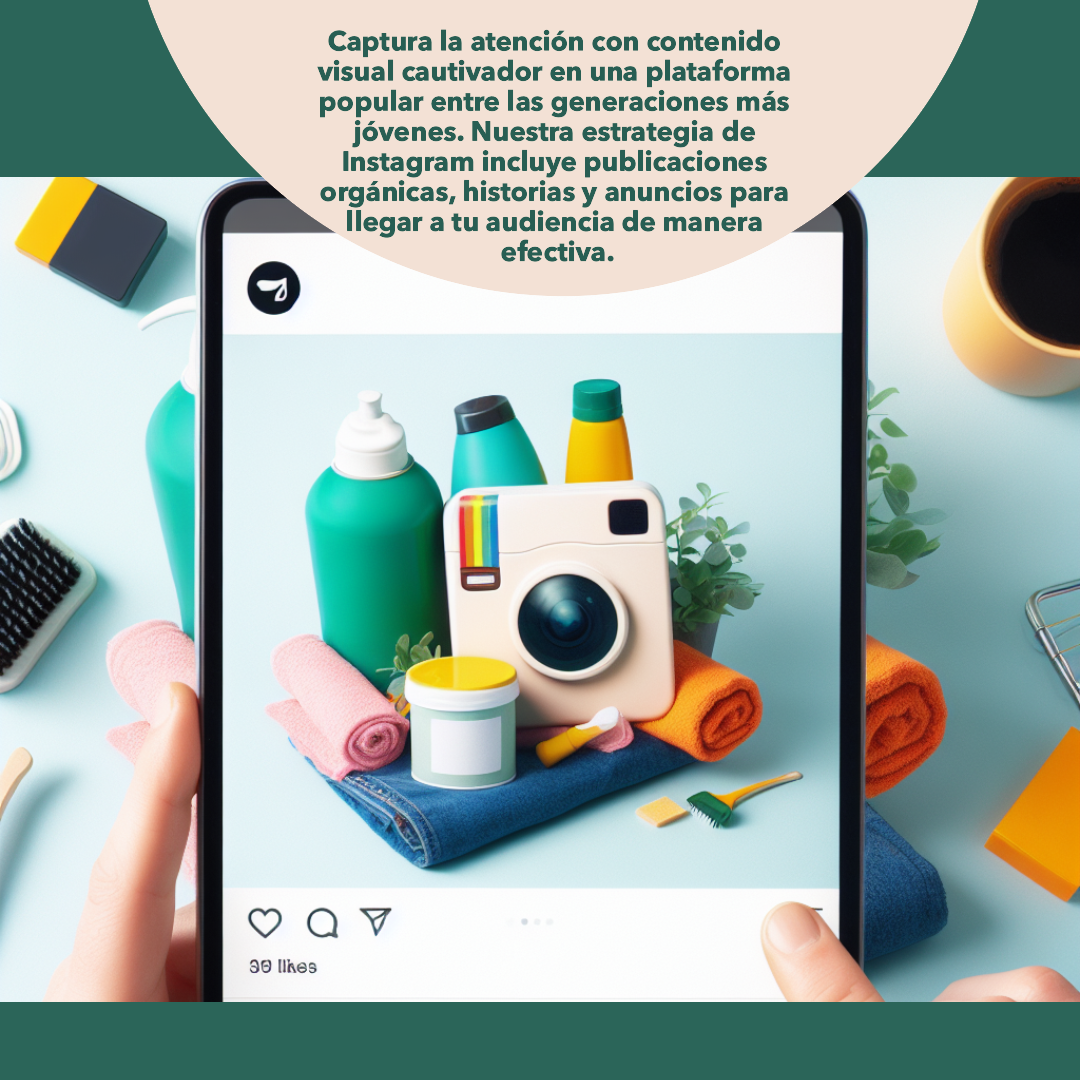 Captura la atención con contenido
visual cautivador en una plataforma
popular entre las generaciones más
jóvenes. Nuestra estrategia de
Instagram incluye publicaciones
orgánicas, historias y anuncios para
llegar a tu audiencia de manera
efectiva.
likes